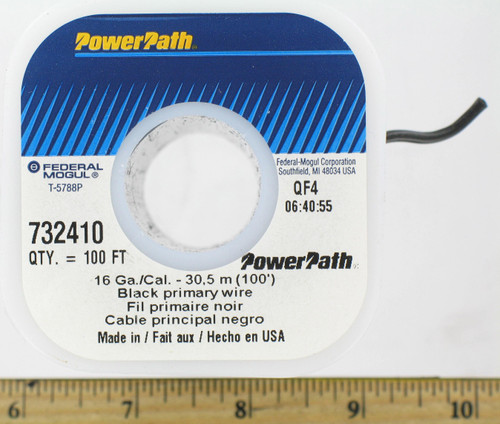 PowerPath™
FEDERAL MOGUL®
T-5788P
Federal-Mogul Corporation
Southfield, MI 48034 USA
QF4
06:40:55
732410
QTY. = 100 FT
PowerPath™
16 Ga./Cal. - 30,5 m (100')
Black primary wire
Fil primaire noir
Cable principal negro
Made in / Fait aux / Hecho en USA
6 7 8 9 10